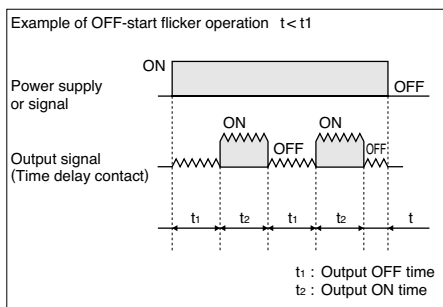 Example of OFF-start flicker operation t < t1
ON
Power supply
or signal
OFF
ON
ON
OFF
OFF
Output signal
(Time delay contact)
t1 t2 t1 t2 t
t1 : Output OFF time
t2 : Output ON time